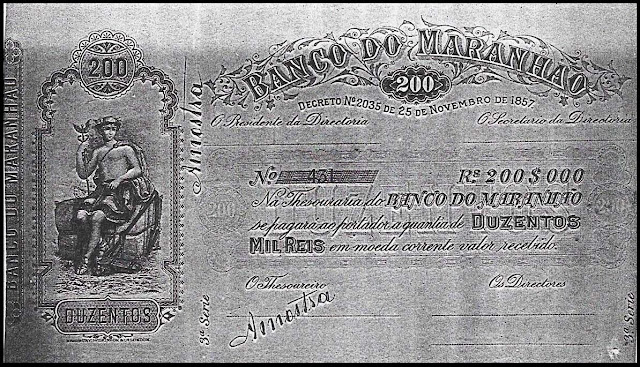 BANCO DO MARANHAO
200
BANCO DO MARANHÃO
200
DECRETO Nº 2035 DE 25 DE NOVEMBRO DE 1857
O Presidente da Directoria
O Secretario da Directoria
Amostra
Nº 431
Rs 200$000
Na Thesouraria do BANCO DO MARANHÃO
200
200
se pagará ao portador a quantia de DUZENTOS
MIL REIS em moeda corrente valor recebido.
O Thesoureiro
Os Directores
Amostra
DUZENTOS
3ª Serie
200
3ª Serie